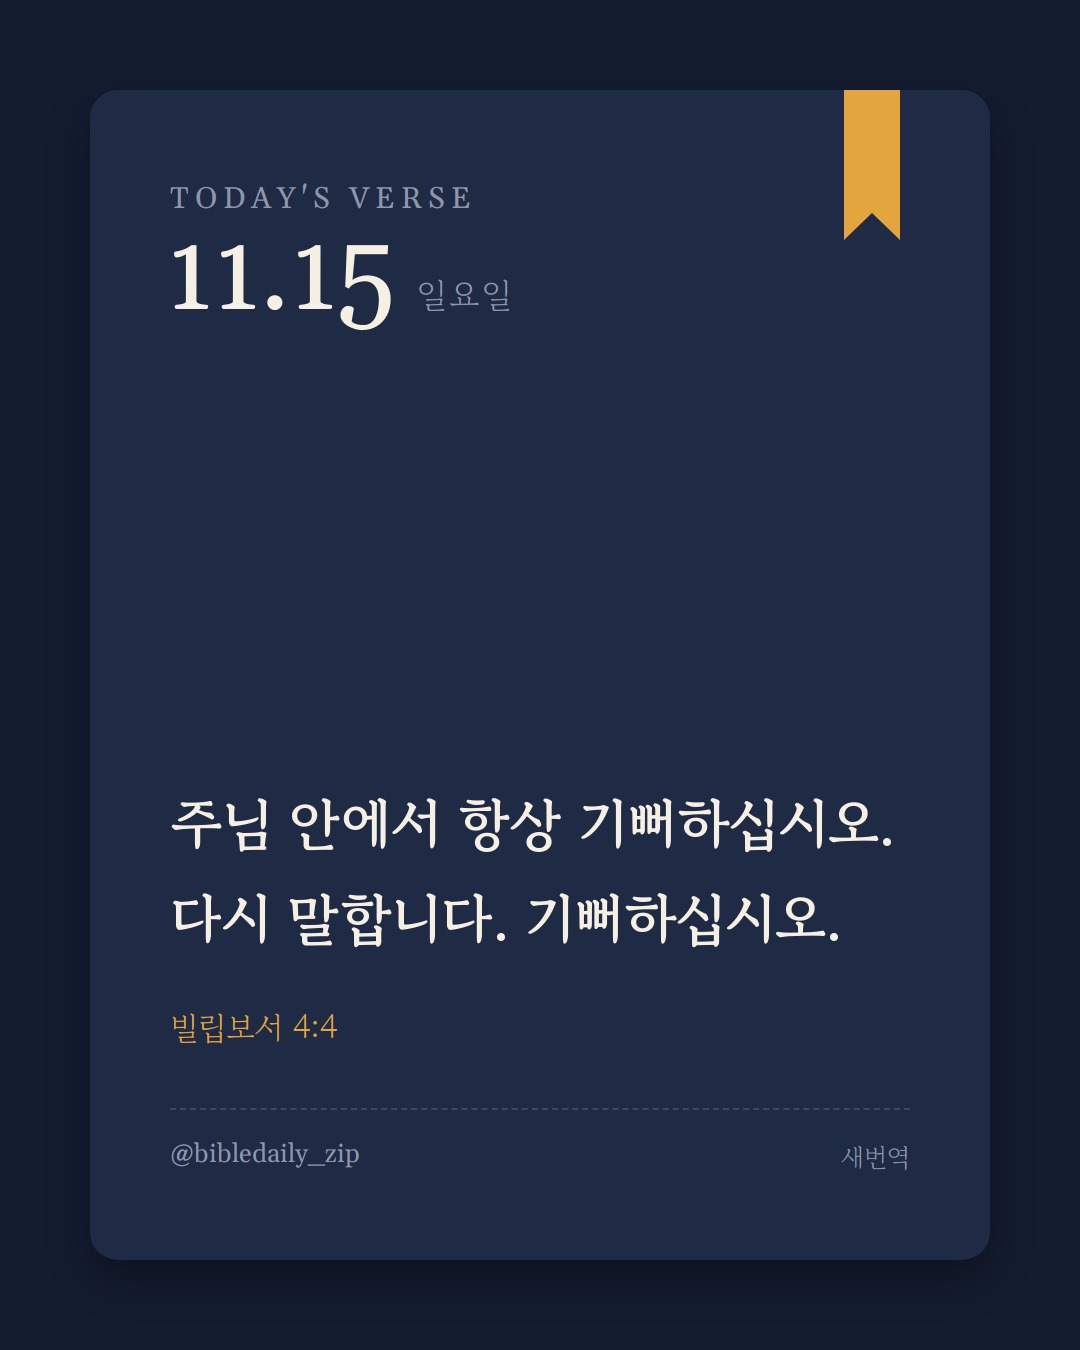 TODAY'S VERSE
11.15 일요일
주님 안에서 항상 기뻐하십시오.
다시 말합니다. 기뻐하십시오.
빌립보서 4:4
@bibledaily_zip 새번역